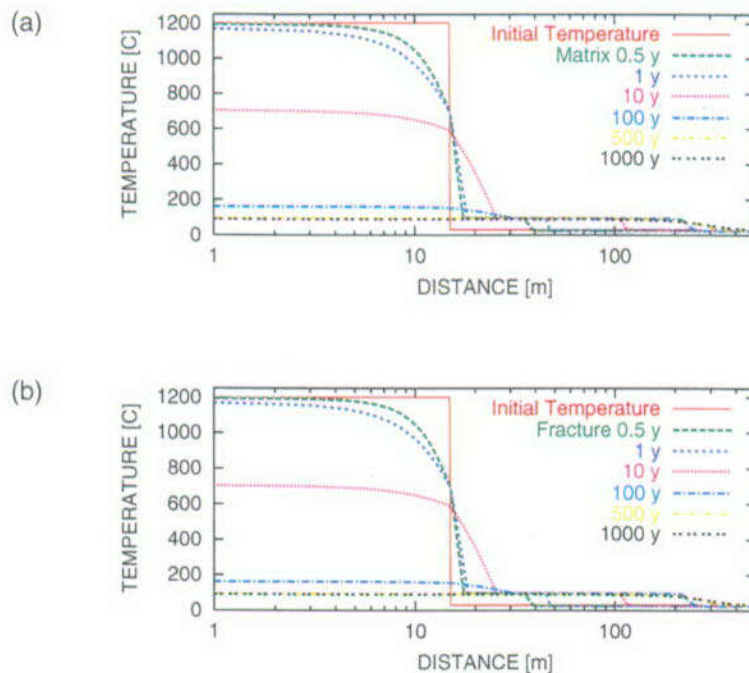 (a)
TEMPERATURE [C]
1200
1000
800
600
400
200
0
Initial Temperature
Matrix 0.5 y
1 y
10 y
100 y
500 y
1000 y
1
10
100
DISTANCE [m]
(b)
TEMPERATURE [C]
1200
1000
800
600
400
200
0
Initial Temperature
Fracture 0.5 y
1 y
10 y
100 y
500 y
1000 y
1
10
100
DISTANCE [m]